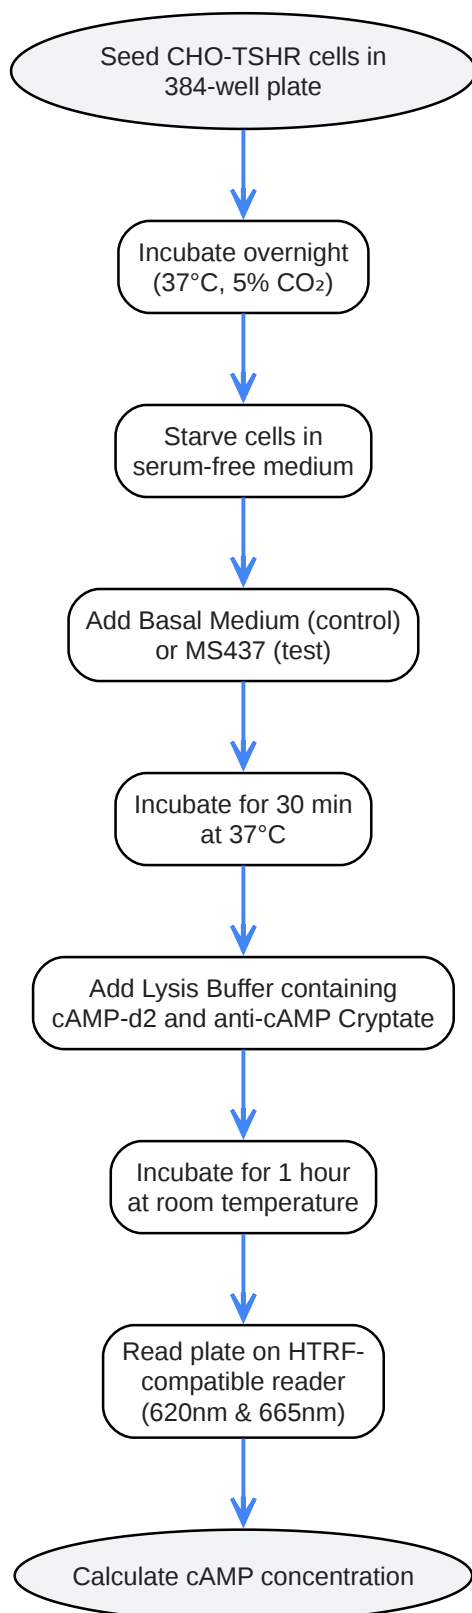 Seed CHO-TSHR cells in
384-well plate
Incubate overnight
(37°C, 5% CO₂)
Starve cells in
serum-free medium
Add Basal Medium (control)
or MS437 (test)
Incubate for 30 min
at 37°C
Add Lysis Buffer containing
cAMP-d2 and anti-cAMP Cryptate
Incubate for 1 hour
at room temperature
Read plate on HTRF-
compatible reader
(620nm & 665nm)
Calculate cAMP concentration